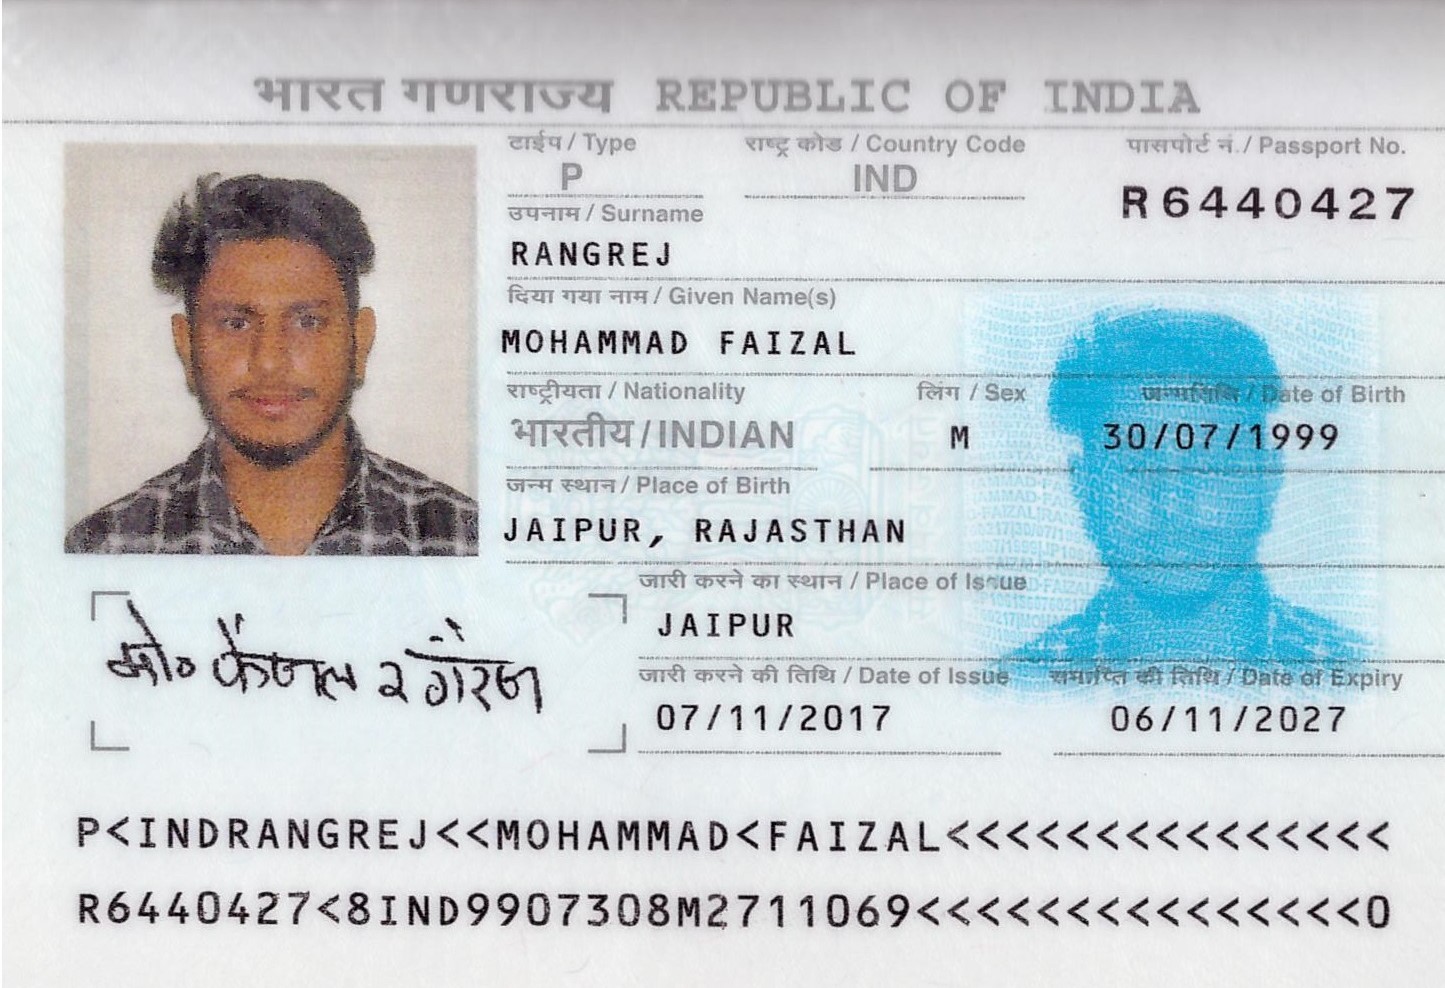 भारत गणराज्य REPUBLIC OF INDIA
टाईप / Type राष्ट्र कोड / Country Code पासपोर्ट नं. / Passport No.
P IND R6440427
उपनाम / Surname
RANGREJ
दिया गया नाम / Given Name(s)
MOHAMMAD FAIZAL
राष्ट्रीयता / Nationality लिंग / Sex जन्मतिथि / Date of Birth
भारतीय / INDIAN M 30/07/1999
जन्म स्थान / Place of Birth
JAIPUR, RAJASTHAN
जारी करने का स्थान / Place of Issue
JAIPUR
मो० फैजल रंगरेज
जारी करने की तिथि / Date of Issue समाप्ति की तिथि / Date of Expiry
07/11/2017 06/11/2027
P<INDRANGREJ<<MOHAMMAD<FAIZAL<<<<<<<<<<<<<<<
R6440427<8IND9907308M2711069<<<<<<<<<<<<<<<0